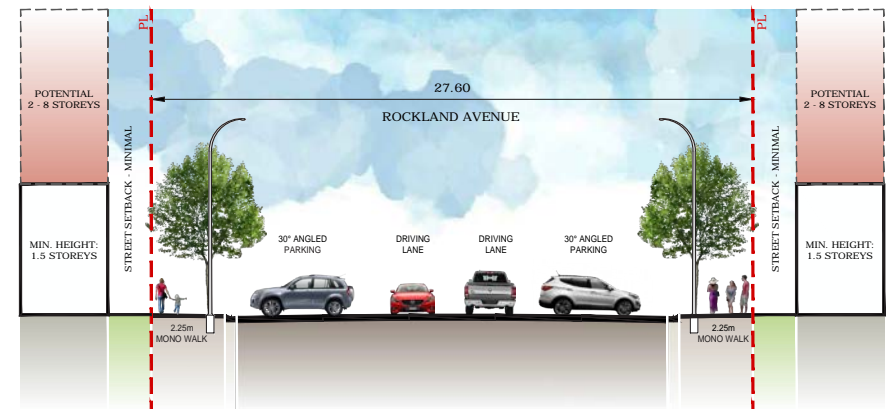 PL
PL
27.60
ROCKLAND AVENUE
POTENTIAL
2 - 8 STOREYS
POTENTIAL
2 - 8 STOREYS
STREET SETBACK - MINIMAL
STREET SETBACK - MINIMAL
MIN. HEIGHT:
1.5 STOREYS
30° ANGLED
PARKING
DRIVING
LANE
DRIVING
LANE
30° ANGLED
PARKING
MIN. HEIGHT:
1.5 STOREYS
2.25m
MONO WALK
2.25m
MONO WALK